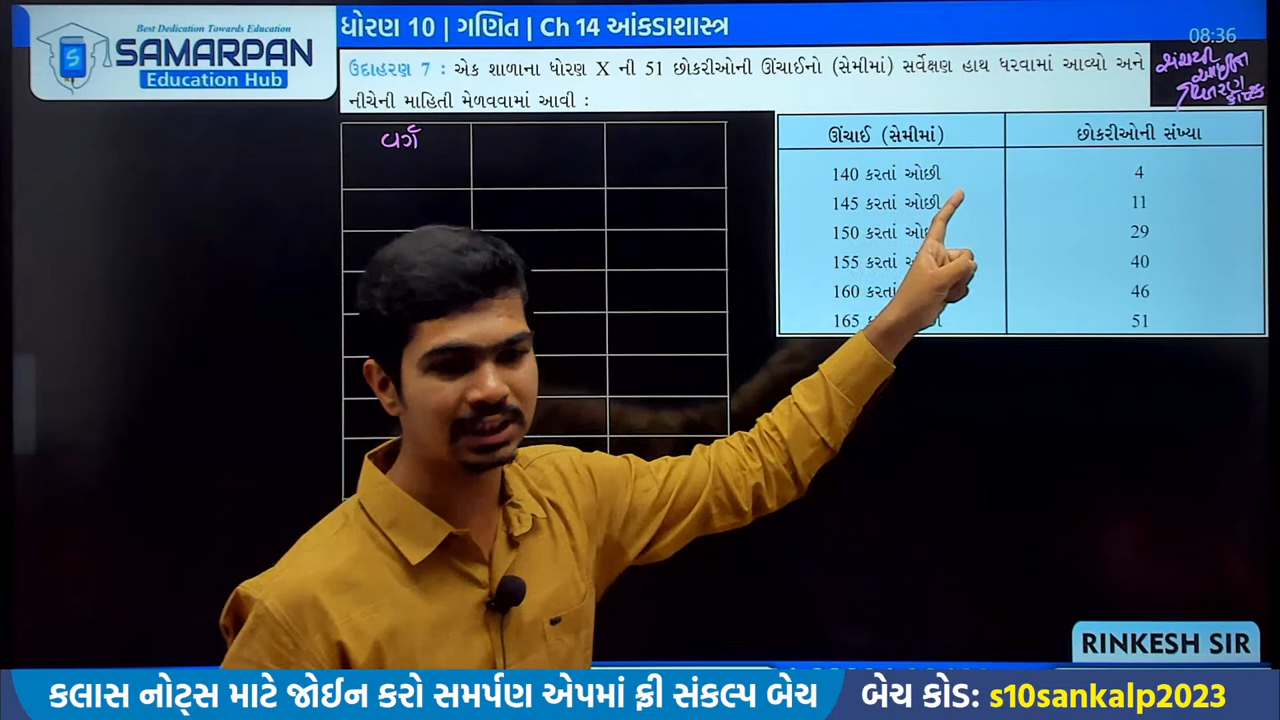 Best Dedication Towards Education
SAMARPAN
Education Hub
S
ધોરણ 10 | ગણિત | Ch 14 આંકડાશાસ્ત્ર
08:36
ઉદાહરણ 7 : એક શાળાના ધોરણ X ની 51 છોકરીઓની ઊંચાઈનો (સેમીમાં) સર્વેક્ષણ હાથ ધરવામાં આવ્યો અને
નીચેની માહિતી મેળવવામાં આવી :
વર્ગ
ઊંચાઈ (સેમીમાં) છોકરીઓની સંખ્યા
140 કરતાં ઓછી 4
145 કરતાં ઓછી 11
150 કરતાં 29
155 કરતાં 40
160 46
165 51
RINKESH SIR
કલાસ નોટ્સ માટે જોઈન કરો સમર્પણ એપમાં ફ્રી સંકલ્પ બેચ
બેચ કોડ: s10sankalp2023